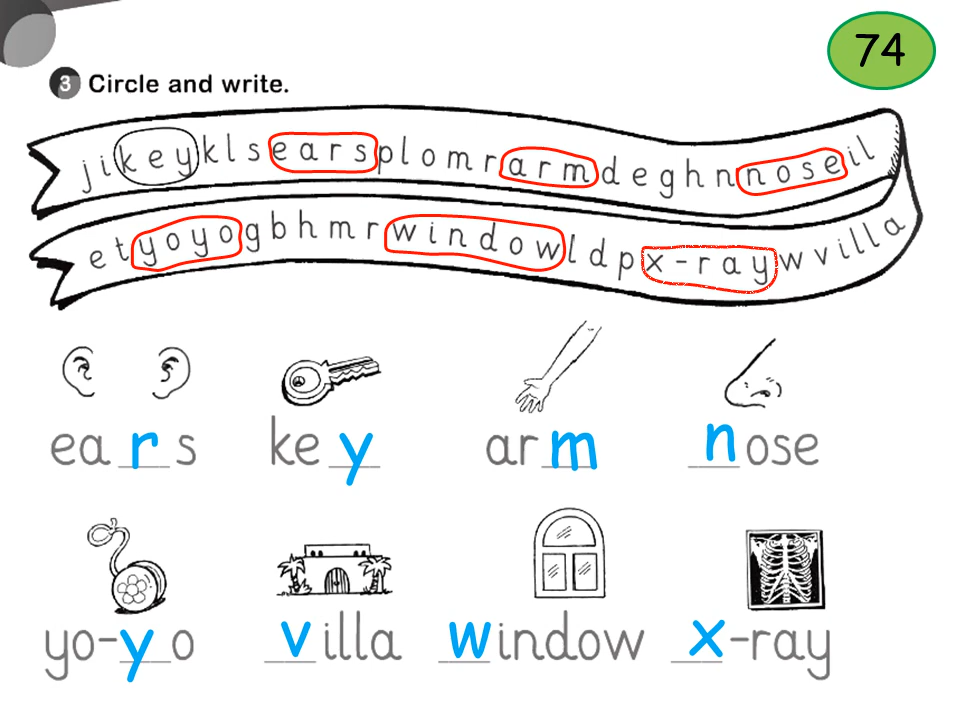 74
3 Circle and write.
jikeyklsearsplomrarmdeghnnoseil
etyoyogbhmrwindowldpx-raywvilla
ears key arm nose
yo-yo villa window x-ray